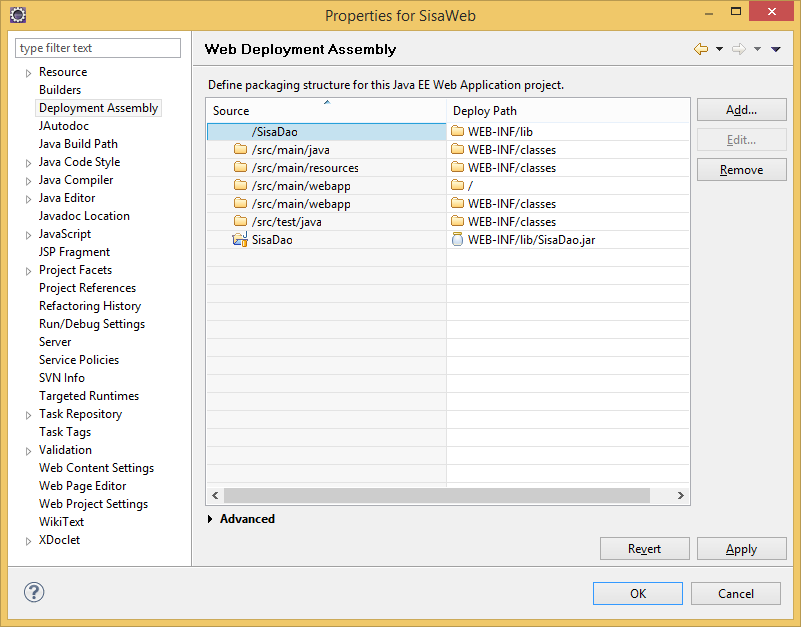 Properties for SisaWeb
type filter text
Resource
Builders
Deployment Assembly
JAutodoc
Java Build Path
Java Code Style
Java Compiler
Java Editor
Javadoc Location
JavaScript
JSP Fragment
Project Facets
Project References
Refactoring History
Run/Debug Settings
Server
Service Policies
SVN Info
Targeted Runtimes
Task Repository
Task Tags
Validation
Web Content Settings
Web Page Editor
Web Project Settings
WikiText
XDoclet
Web Deployment Assembly
Define packaging structure for this Java EE Web Application project.
Source Deploy Path
/SisaDao WEB-INF/lib
/src/main/java WEB-INF/classes
/src/main/resources WEB-INF/classes
/src/main/webapp /
/src/main/webapp WEB-INF/classes
/src/test/java WEB-INF/classes
SisaDao WEB-INF/lib/SisaDao.jar
Add...
Edit...
Remove
Advanced
Revert Apply
OK Cancel